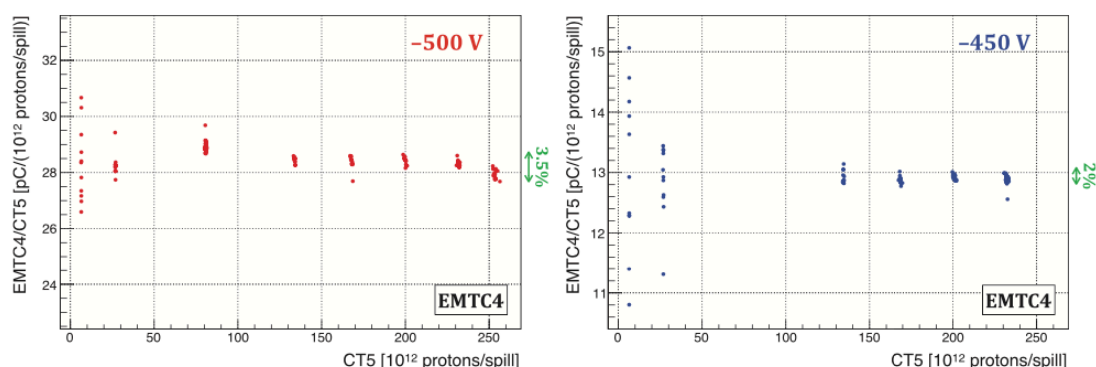 EMTC4/CT5 [pC/(10¹² protons/spill)]
32
30
28
26
24
–500 V
3.5%
EMTC4
0 50 100 150 200 250
CT5 [10¹² protons/spill]
EMTC4/CT5 [pC/(10¹² protons/spill)]
15
14
13
12
11
–450 V
2%
EMTC4
0 50 100 150 200 250
CT5 [10¹² protons/spill]